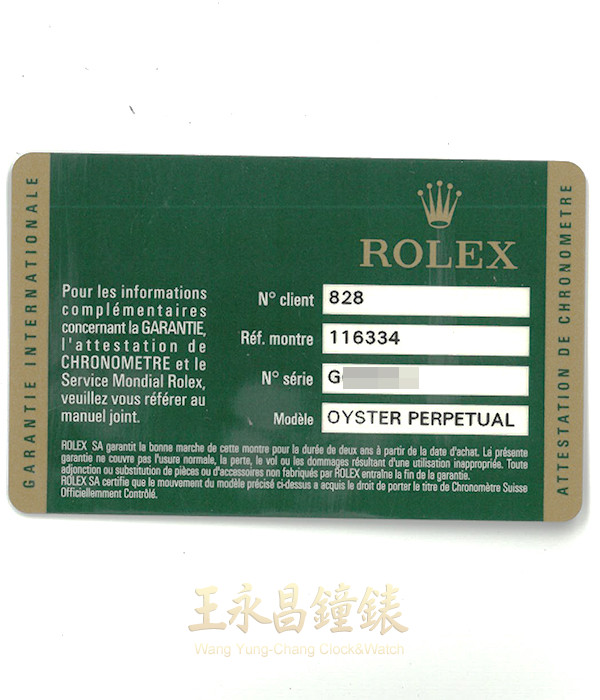 GARANTIE INTERNATIONALE
ROLEX
Pour les informations
complémentaires
concernant la GARANTIE,
l'attestation de
CHRONOMETRE et le
Service Mondial Rolex,
veuillez vous référer au
manuel joint.
N° client 828
Réf. montre 116334
N° série G
Modèle OYSTER PERPETUAL
ROLEX SA garantit la bonne marche de cette montre pour la durée de deux ans à partir de la date d'achat. La présente
garantie ne couvre pas l'usure normale, la perte, le vol ou les dommages résultant d'une utilisation inappropriée. Toute
adjonction ou substitution de pièces ou d'accessoires non fabriqués par ROLEX entraîne la fin de la garantie.
ROLEX SA certifie que le mouvement du modèle précisé ci-dessus a acquis le droit de porter le titre de Chronomètre Suisse
Officiellement Contrôlé.
ATTESTATION DE CHRONOMETRE
王永昌鐘錶
Wang Yung-Chang Clock&Watch